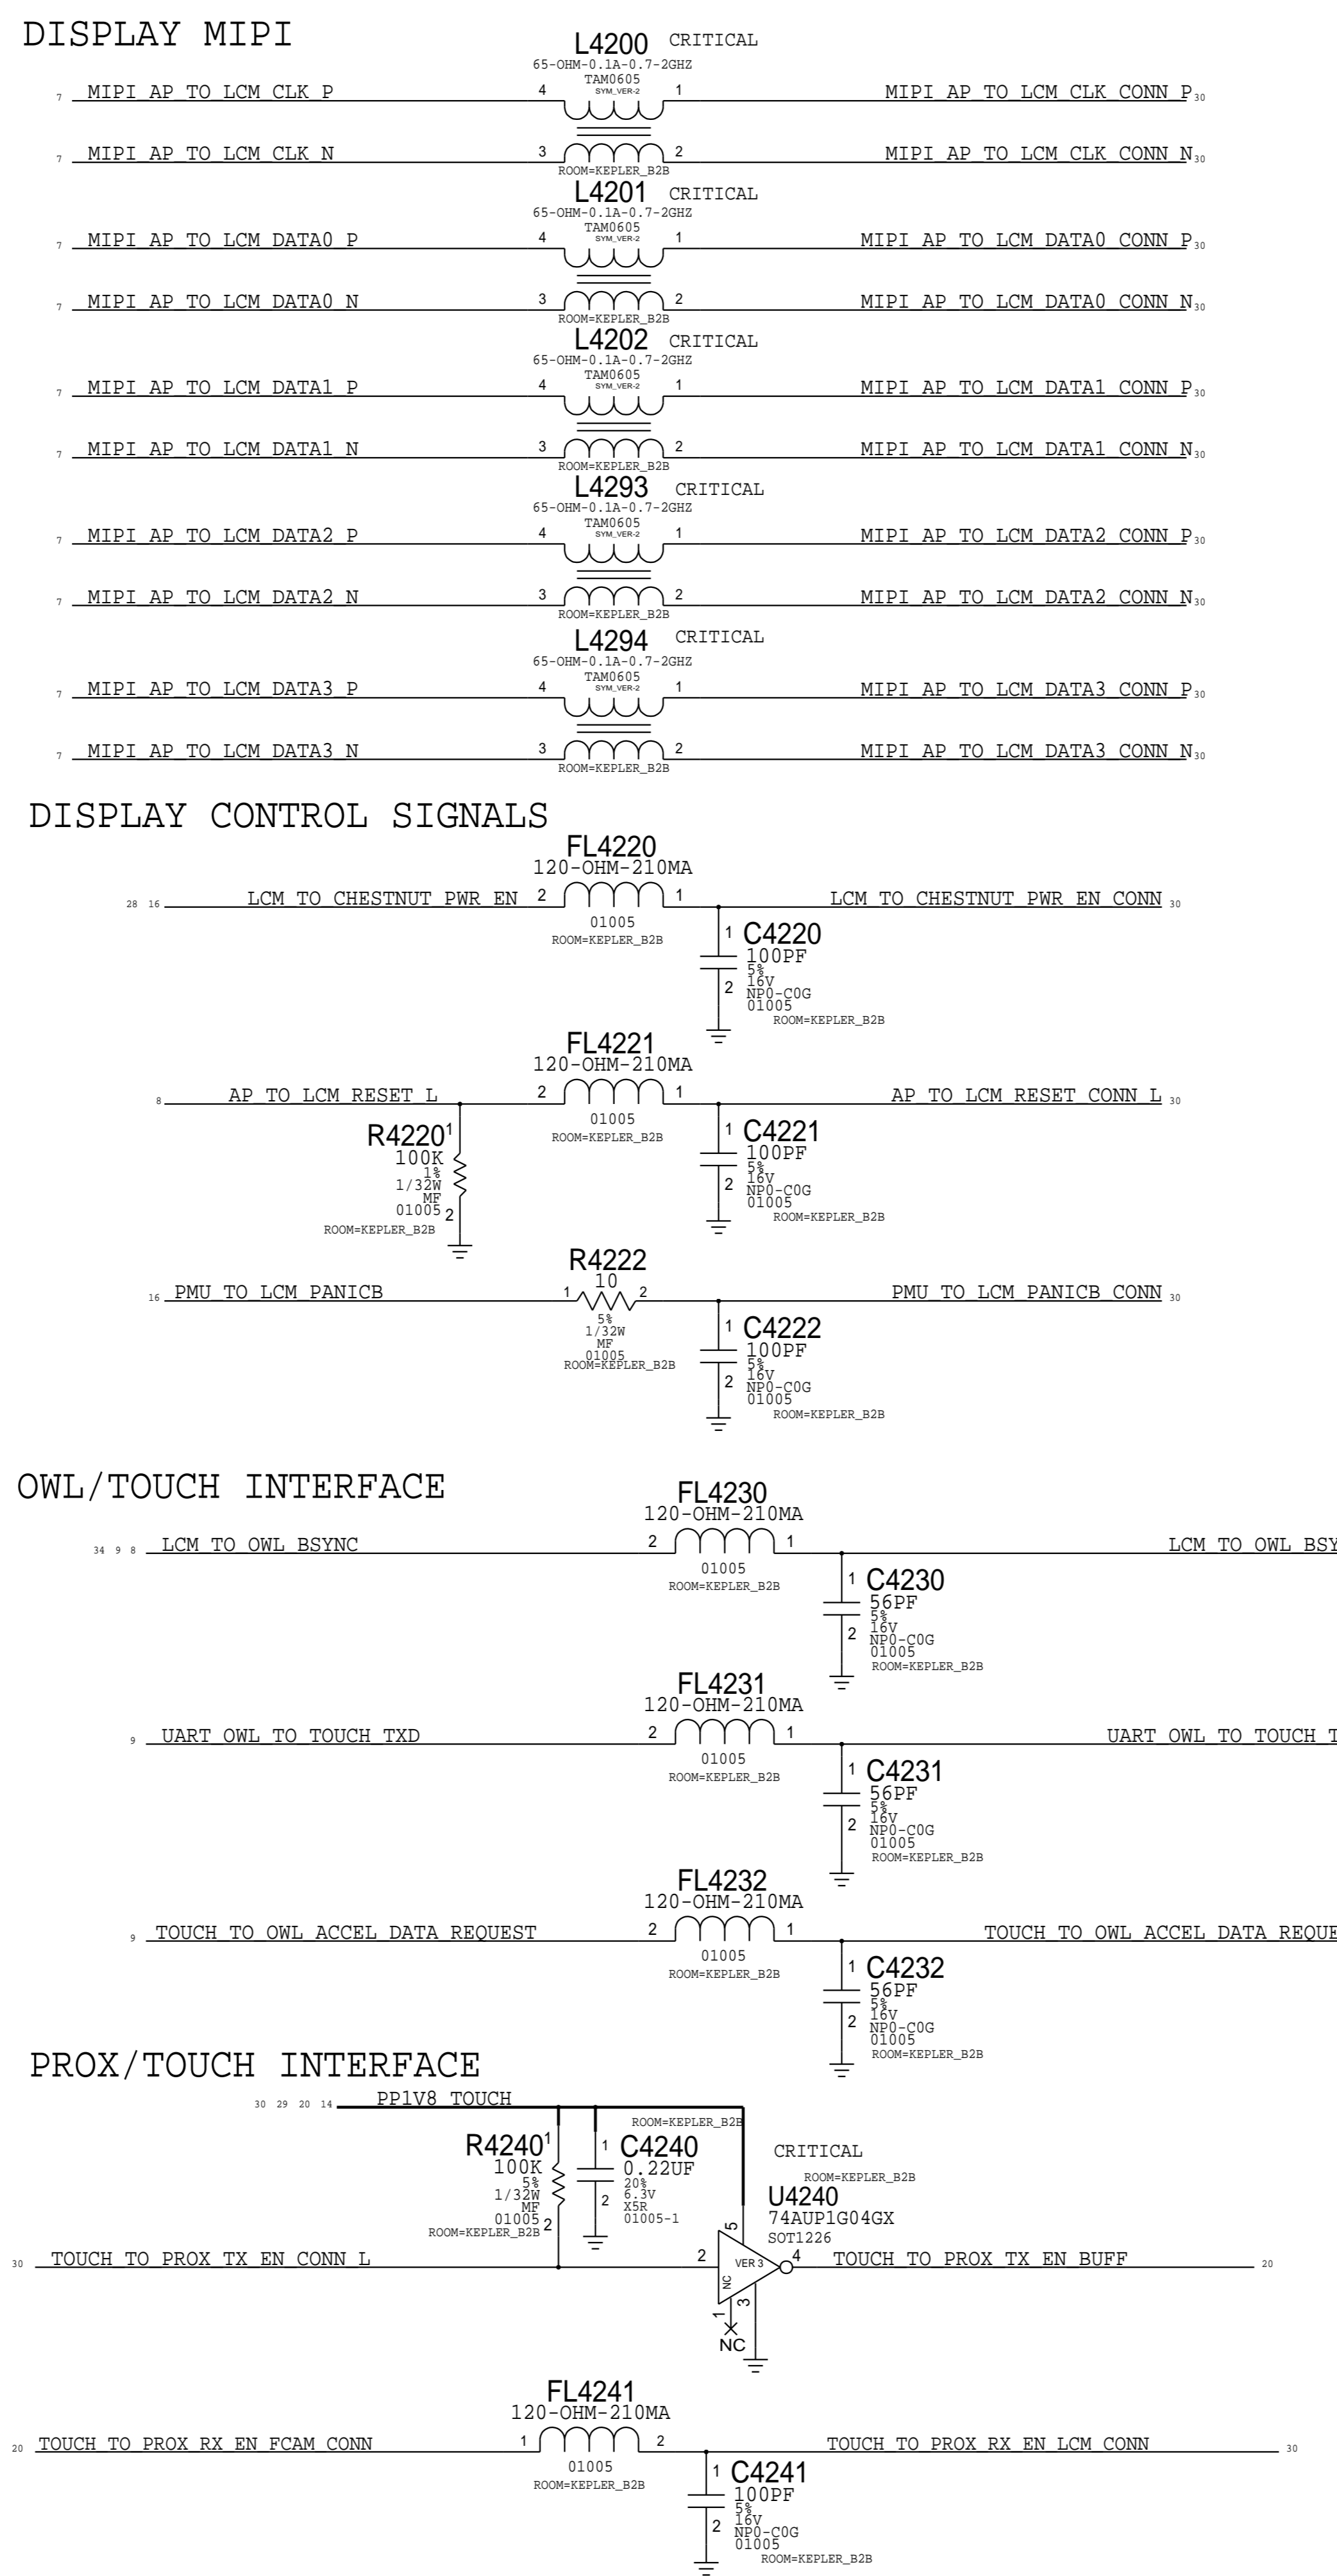 DISPLAY MIPI
L4200 CRITICAL
65-OHM-0.1A-0.7-2GHZ
TAM0605
SYM_VER-2
7 MIPI_AP_TO_LCM_CLK_P 4 1 MIPI_AP_TO_LCM_CLK_CONN_P 30
7 MIPI_AP_TO_LCM_CLK_N 3 2 MIPI_AP_TO_LCM_CLK_CONN_N 30
ROOM=KEPLER_B2B
L4201 CRITICAL
65-OHM-0.1A-0.7-2GHZ
TAM0605
SYM_VER-2
7 MIPI_AP_TO_LCM_DATA0_P 4 1 MIPI_AP_TO_LCM_DATA0_CONN_P 30
7 MIPI_AP_TO_LCM_DATA0_N 3 2 MIPI_AP_TO_LCM_DATA0_CONN_N 30
ROOM=KEPLER_B2B
L4202 CRITICAL
65-OHM-0.1A-0.7-2GHZ
TAM0605
SYM_VER-2
7 MIPI_AP_TO_LCM_DATA1_P 4 1 MIPI_AP_TO_LCM_DATA1_CONN_P 30
7 MIPI_AP_TO_LCM_DATA1_N 3 2 MIPI_AP_TO_LCM_DATA1_CONN_N 30
ROOM=KEPLER_B2B
L4293 CRITICAL
65-OHM-0.1A-0.7-2GHZ
TAM0605
SYM_VER-2
7 MIPI_AP_TO_LCM_DATA2_P 4 1 MIPI_AP_TO_LCM_DATA2_CONN_P 30
7 MIPI_AP_TO_LCM_DATA2_N 3 2 MIPI_AP_TO_LCM_DATA2_CONN_N 30
ROOM=KEPLER_B2B
L4294 CRITICAL
65-OHM-0.1A-0.7-2GHZ
TAM0605
SYM_VER-2
7 MIPI_AP_TO_LCM_DATA3_P 4 1 MIPI_AP_TO_LCM_DATA3_CONN_P 30
7 MIPI_AP_TO_LCM_DATA3_N 3 2 MIPI_AP_TO_LCM_DATA3_CONN_N 30
ROOM=KEPLER_B2B
DISPLAY CONTROL SIGNALS
FL4220
120-OHM-210MA
28 16 LCM_TO_CHESTNUT_PWR_EN 2 1 LCM_TO_CHESTNUT_PWR_EN_CONN 30
01005
ROOM=KEPLER_B2B
1 C4220
100PF
5%
16V
2 NP0-C0G
01005
ROOM=KEPLER_B2B
FL4221
120-OHM-210MA
8 AP_TO_LCM_RESET_L 2 1 AP_TO_LCM_RESET_CONN_L 30
01005
ROOM=KEPLER_B2B
R4220 1
100K
1%
1/32W
MF
01005 2
ROOM=KEPLER_B2B
1 C4221
100PF
5%
16V
2 NP0-C0G
01005
ROOM=KEPLER_B2B
R4222
10
16 PMU_TO_LCM_PANICB 1 2 PMU_TO_LCM_PANICB_CONN 30
5%
1/32W
MF
01005
ROOM=KEPLER_B2B
1 C4222
100PF
5%
16V
2 NP0-C0G
01005
ROOM=KEPLER_B2B
OWL/TOUCH INTERFACE
FL4230
120-OHM-210MA
34 9 8 LCM_TO_OWL_BSYNC 2 1 LCM_TO_OWL_BSY
01005
ROOM=KEPLER_B2B
1 C4230
56PF
5%
16V
2 NP0-C0G
01005
ROOM=KEPLER_B2B
FL4231
120-OHM-210MA
9 UART_OWL_TO_TOUCH_TXD 2 1 UART_OWL_TO_TOUCH_T
01005
ROOM=KEPLER_B2B
1 C4231
56PF
5%
16V
2 NP0-C0G
01005
ROOM=KEPLER_B2B
FL4232
120-OHM-210MA
9 TOUCH_TO_OWL_ACCEL_DATA_REQUEST 2 1 TOUCH_TO_OWL_ACCEL_DATA_REQUE
01005
ROOM=KEPLER_B2B
1 C4232
56PF
5%
16V
2 NP0-C0G
01005
ROOM=KEPLER_B2B
PROX/TOUCH INTERFACE
30 29 20 14 PP1V8_TOUCH
ROOM=KEPLER_B2B
R4240 1
100K
5%
1/32W
MF
01005 2
ROOM=KEPLER_B2B
1 C4240
0.22UF
20%
6.3V
2 X5R
01005-1
CRITICAL
ROOM=KEPLER_B2B
U4240
74AUP1G04GX
SOT1226
5
30 TOUCH_TO_PROX_TX_EN_CONN_L 2 VER 3 4 TOUCH_TO_PROX_TX_EN_BUFF 20
NC
1 3
NC
FL4241
120-OHM-210MA
20 TOUCH_TO_PROX_RX_EN_FCAM_CONN 1 2 TOUCH_TO_PROX_RX_EN_LCM_CONN 30
01005
ROOM=KEPLER_B2B
1 C4241
100PF
5%
16V
2 NP0-C0G
01005
ROOM=KEPLER_B2B